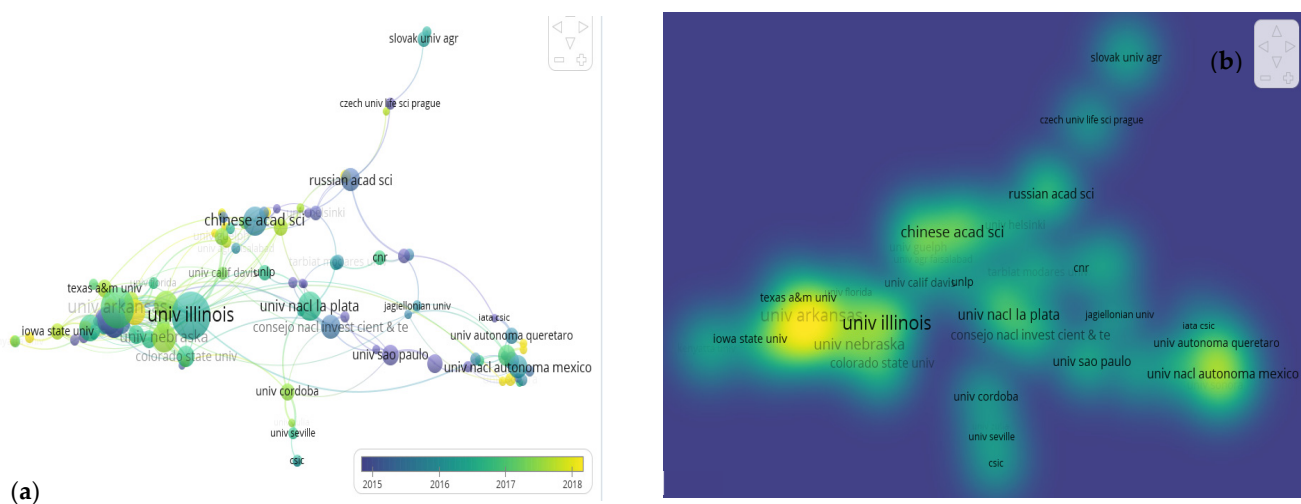 slovak univ agr
czech univ life sci prague
russian acad sci
chinese acad sci
univ calif davis
unlp
cnr
texas a&m univ
univ arkansas
univ illinois
univ nacl la plata
consejo nacl invest cient & te
jagiellonian univ
iata csic
iowa state univ
univ nebraska
colorado state univ
univ sao paulo
univ autonoma queretaro
univ nacl autonoma mexico
univ cordoba
univ seville
csic
2015 2016 2017 2018
(a)
slovak univ agr
(b)
czech univ life sci prague
russian acad sci
univ helsinki
chinese acad sci
univ guelph
cnr
univ calif davis
unlp
texas a&m univ
univ florida
univ arkansas
univ illinois
univ nacl la plata
consejo nacl invest cient & te
jagiellonian univ
iata csic
iowa state univ
univ nebraska
colorado state univ
univ sao paulo
univ autonoma queretaro
univ nacl autonoma mexico
univ cordoba
univ seville
csic